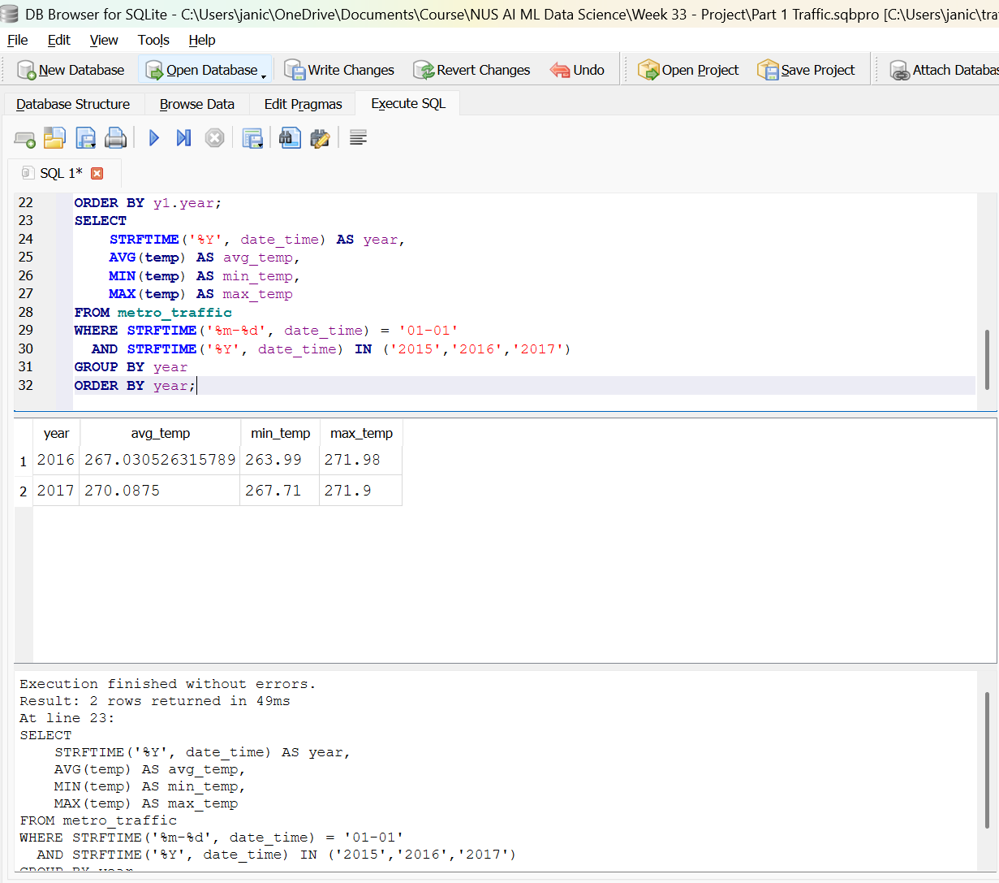 DB Browser for SQLite - C:\Users\janic\OneDrive\Documents\Course\NUS AI ML Data Science\Week 33 - Project\Part 1 Traffic.sqbpro [C:\Users\janic\tra
File Edit View Tools Help
New Database Open Database Write Changes Revert Changes Undo Open Project Save Project Attach Databas
Database Structure Browse Data Edit Pragmas Execute SQL
SQL 1*
22 ORDER BY y1.year;
23 SELECT
24     STRFTIME('%Y', date_time) AS year,
25     AVG(temp) AS avg_temp,
26     MIN(temp) AS min_temp,
27     MAX(temp) AS max_temp
28 FROM metro_traffic
29 WHERE STRFTIME('%m-%d', date_time) = '01-01'
30   AND STRFTIME('%Y', date_time) IN ('2015','2016','2017')
31 GROUP BY year
32 ORDER BY year;
year avg_temp min_temp max_temp
1 2016 267.030526315789 263.99 271.98
2 2017 270.0875 267.71 271.9
Execution finished without errors.
Result: 2 rows returned in 49ms
At line 23:
SELECT
    STRFTIME('%Y', date_time) AS year,
    AVG(temp) AS avg_temp,
    MIN(temp) AS min_temp,
    MAX(temp) AS max_temp
FROM metro_traffic
WHERE STRFTIME('%m-%d', date_time) = '01-01'
  AND STRFTIME('%Y', date_time) IN ('2015','2016','2017')
GROUP BY year